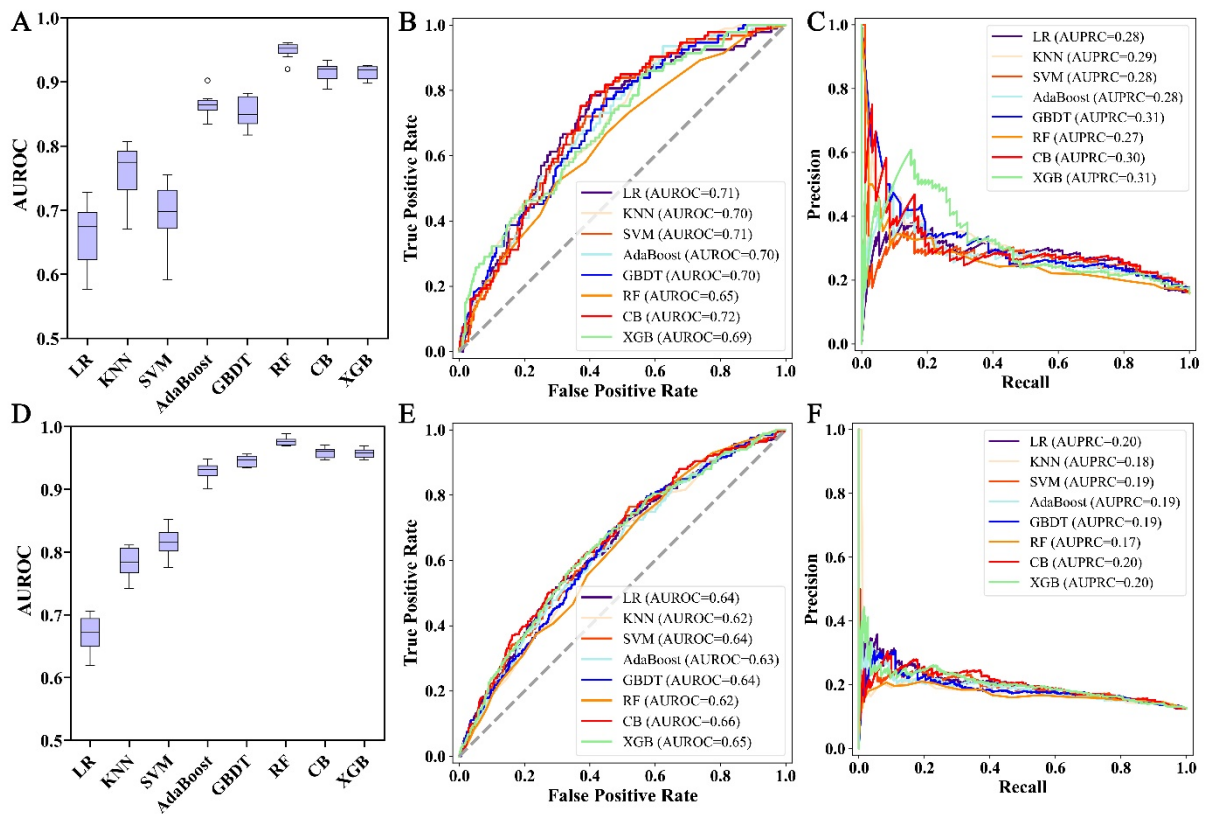 A
AUROC
1.0
0.9
0.8
0.7
0.6
0.5
LR
KNN
SVM
AdaBoost
GBDT
RF
CB
XGB
B
True Positive Rate
1.0
0.8
0.6
0.4
0.2
0.0
LR (AUROC=0.71)
KNN (AUROC=0.70)
SVM (AUROC=0.71)
AdaBoost (AUROC=0.70)
GBDT (AUROC=0.70)
RF (AUROC=0.65)
CB (AUROC=0.72)
XGB (AUROC=0.69)
0.0 0.2 0.4 0.6 0.8 1.0
False Positive Rate
C
Precision
1.0
0.8
0.6
0.4
0.2
0.0
LR (AUPRC=0.28)
KNN (AUPRC=0.29)
SVM (AUPRC=0.28)
AdaBoost (AUPRC=0.28)
GBDT (AUPRC=0.31)
RF (AUPRC=0.27)
CB (AUPRC=0.30)
XGB (AUPRC=0.31)
0.0 0.2 0.4 0.6 0.8 1.0
Recall
D
AUROC
1.0
0.9
0.8
0.7
0.6
0.5
LR
KNN
SVM
AdaBoost
GBDT
RF
CB
XGB
E
True Positive Rate
1.0
0.8
0.6
0.4
0.2
0.0
LR (AUROC=0.64)
KNN (AUROC=0.62)
SVM (AUROC=0.64)
AdaBoost (AUROC=0.63)
GBDT (AUROC=0.64)
RF (AUROC=0.62)
CB (AUROC=0.66)
XGB (AUROC=0.65)
0.0 0.2 0.4 0.6 0.8 1.0
False Positive Rate
F
Precision
1.0
0.8
0.6
0.4
0.2
0.0
LR (AUPRC=0.20)
KNN (AUPRC=0.18)
SVM (AUPRC=0.19)
AdaBoost (AUPRC=0.19)
GBDT (AUPRC=0.19)
RF (AUPRC=0.17)
CB (AUPRC=0.20)
XGB (AUPRC=0.20)
0.0 0.2 0.4 0.6 0.8 1.0
Recall